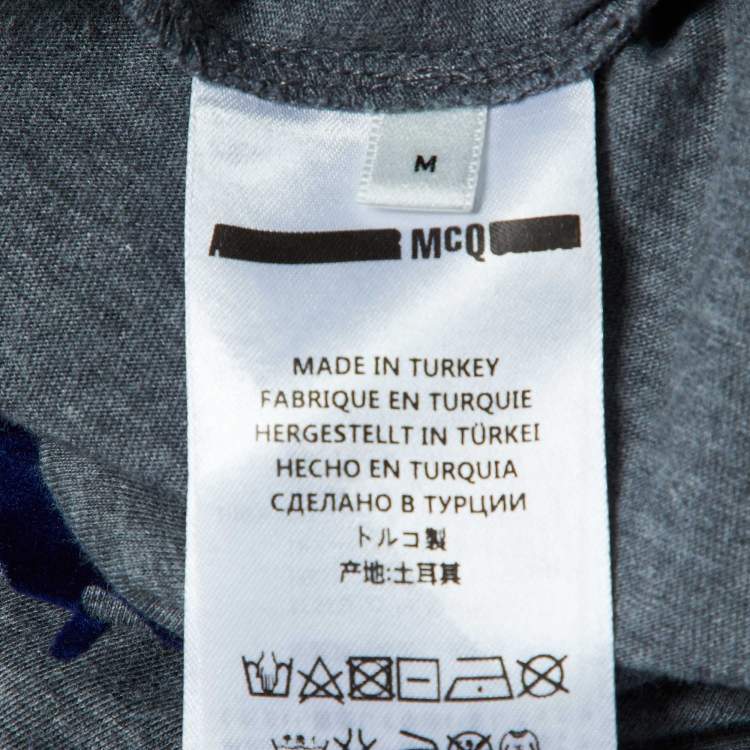 M
McQ
MADE IN TURKEY
FABRIQUE EN TURQUIE
HERGESTELLT IN TÜRKEI
HECHO EN TURQUIA
СДЕЛАНО В ТУРЦИИ
トルコ製
产地:土耳其